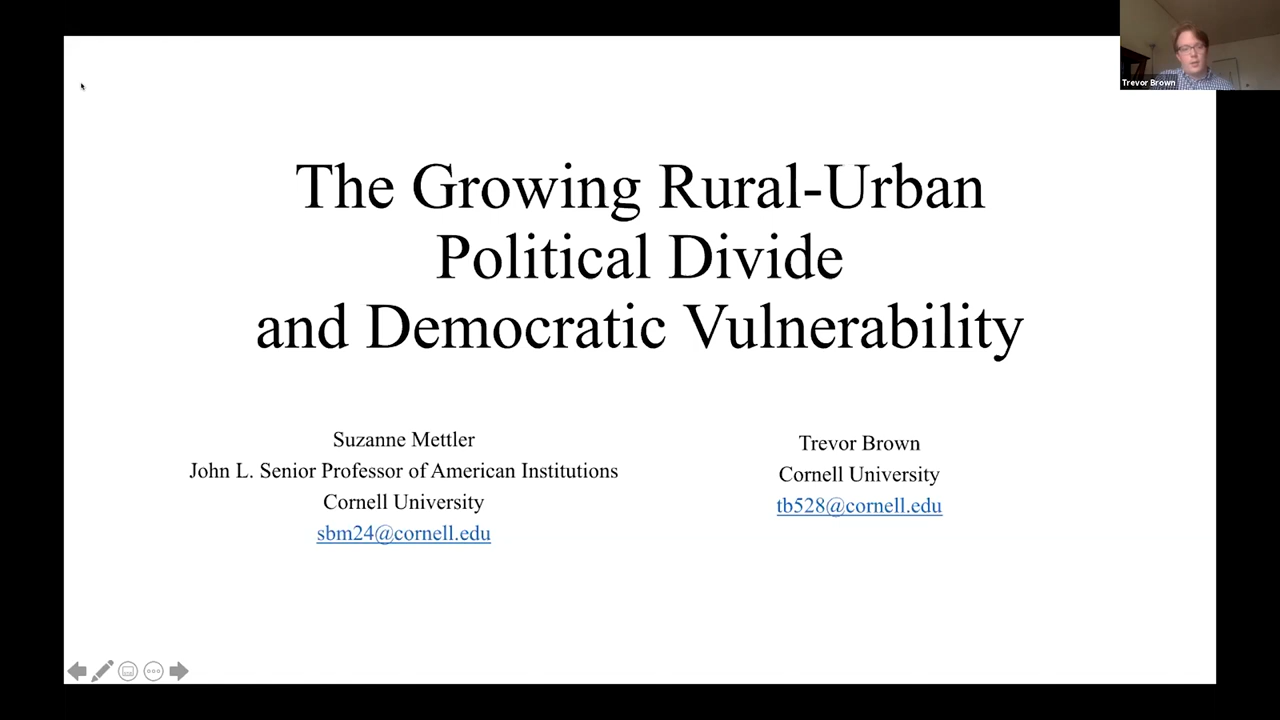 Trevor Brown
The Growing Rural-Urban
Political Divide
and Democratic Vulnerability
Suzanne Mettler
John L. Senior Professor of American Institutions
Cornell University
sbm24@cornell.edu
Trevor Brown
Cornell University
tb528@cornell.edu